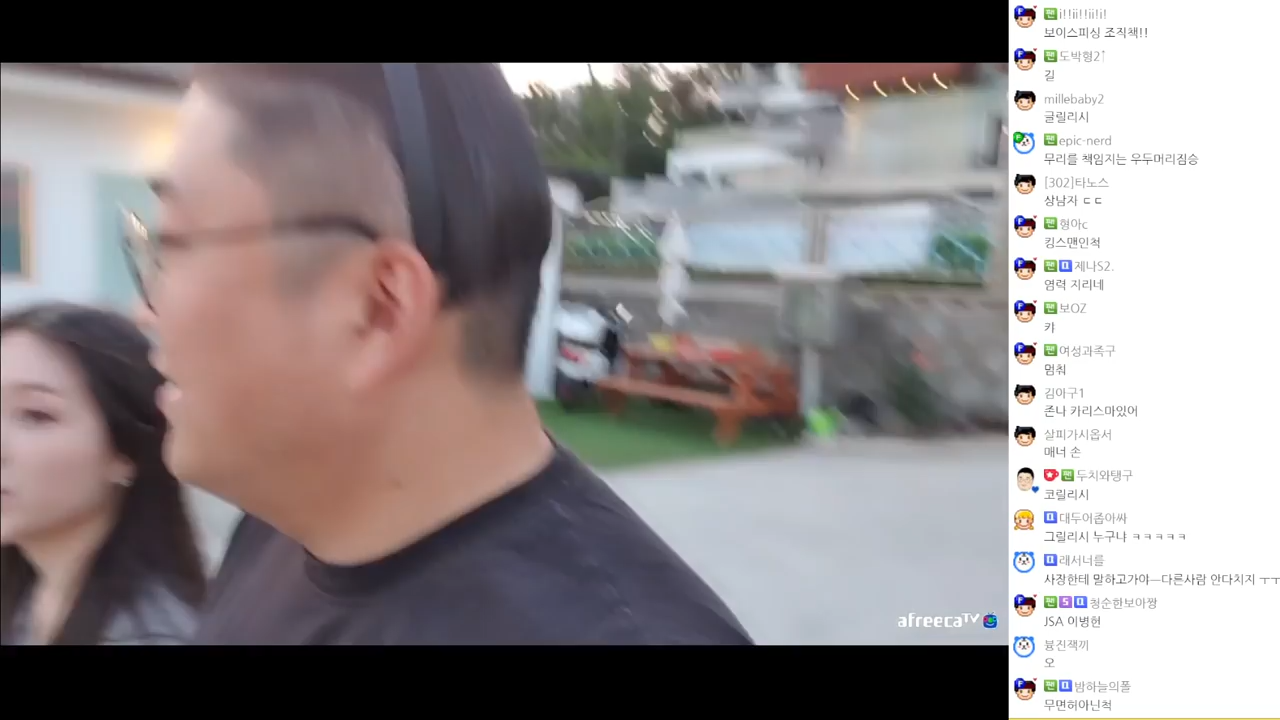 i!!ii!!ii!i!
보이스피싱 조직책!!
도박형2↑
길
millebaby2
글릴리시
epic-nerd
무리를 책임지는 우두머리짐승
[302]타노스
상남자 ㄷㄷ
형아c
킹스맨인척
제나S2.
염력 지리네
보OZ
캬
여성과족구
멈춰
김아구1
존나 카리스마있어
살피가시옵서
매너 손
두치와탱구
코릴리시
대두어좁아싸
그릴리시 누구냐 ㅋㅋㅋㅋㅋ
래서너를
사장한테 말하고가야—다른사람 안다치지 ㅜㅜ
청순한보아짱
JSA 이병헌
뮹진잭끼
오
밤하늘의폴
무면허아닌척
afreecaTV